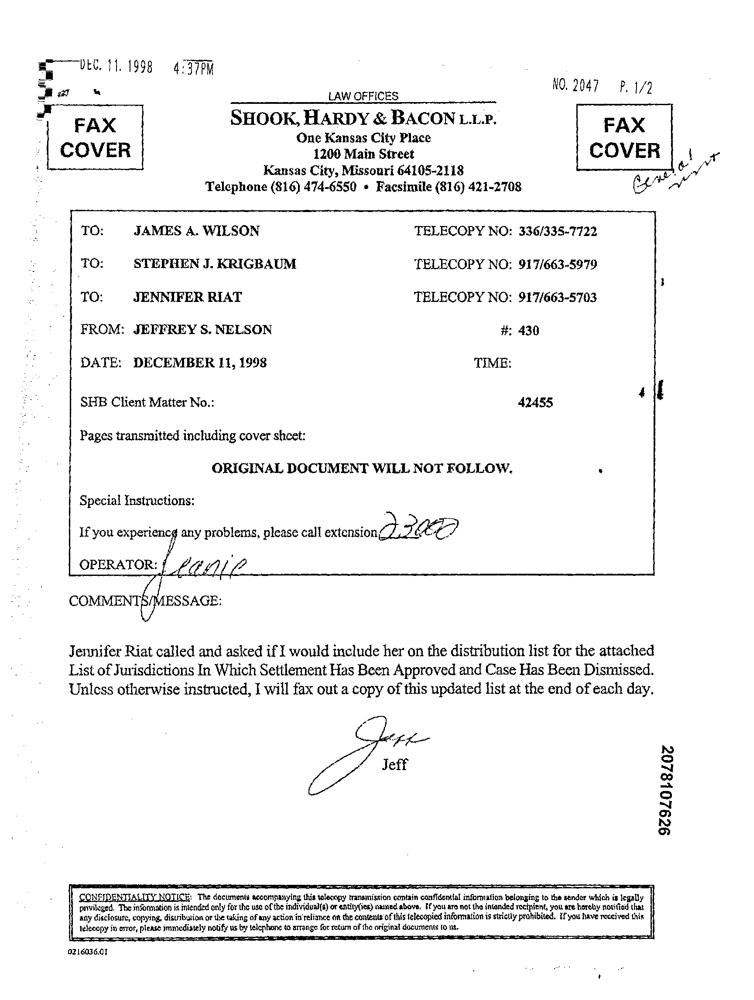 DEC. 11. 1998 4:37PM
NO. 2047 P. 1/2
LAW OFFICES
SHOOK, HARDY & BACON L.L.P.
One Kansas City Place
1200 Main Street
Kansas City, Missouri 64105-2118
Telephone (816) 474-6550 • Facsimile (816) 421-2708
FAX
COVER
FAX
COVER
General
TO: JAMES A. WILSON TELECOPY NO: 336/335-7722
TO: STEPHEN J. KRIGBAUM TELECOPY NO: 917/663-5979
TO: JENNIFER RIAT TELECOPY NO: 917/663-5703
FROM: JEFFREY S. NELSON #: 430
DATE: DECEMBER 11, 1998 TIME:
SHB Client Matter No.: 42455
Pages transmitted including cover sheet:
ORIGINAL DOCUMENT WILL NOT FOLLOW.
Special Instructions:
If you experience any problems, please call extension 23000
OPERATOR: Jeanie
COMMENTS/MESSAGE:
Jennifer Riat called and asked if I would include her on the distribution list for the attached
List of Jurisdictions In Which Settlement Has Been Approved and Case Has Been Dismissed.
Unless otherwise instructed, I will fax out a copy of this updated list at the end of each day.
Jeff
Jeff
2078107626
CONFIDENTIALITY NOTICE: The documents accompanying this telecopy transmission contain confidential information belonging to the sender which is legally
privileged. The information is intended only for the use of the individual(s) or entity(ies) named above. If you are not the intended recipient, you are hereby notified that
any disclosure, copying, distribution or the taking of any action in reliance on the contents of this telecopied information is strictly prohibited. If you have received this
telecopy in error, please immediately notify us by telephone to arrange for return of the original documents to us.
0216036.01